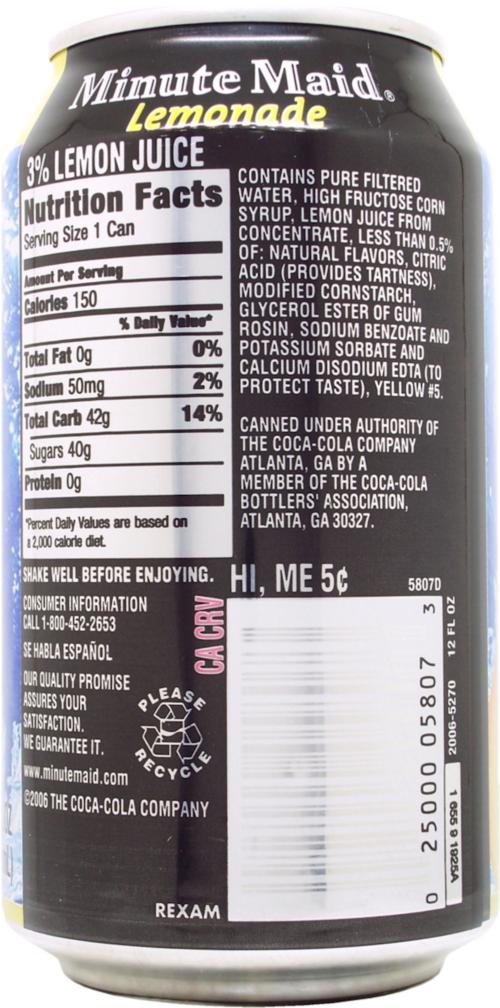 Minute Maid®
Lemonade
3% LEMON JUICE
Nutrition Facts
Serving Size 1 Can
Amount Per Serving
Calories 150
% Daily Value*
Total Fat 0g 0%
Sodium 50mg 2%
Total Carb 42g 14%
Sugars 40g
Protein 0g
*Percent Daily Values are based on
a 2,000 calorie diet.
CONTAINS PURE FILTERED
WATER, HIGH FRUCTOSE CORN
SYRUP, LEMON JUICE FROM
CONCENTRATE, LESS THAN 0.5%
OF: NATURAL FLAVORS, CITRIC
ACID (PROVIDES TARTNESS),
MODIFIED CORNSTARCH,
GLYCEROL ESTER OF GUM
ROSIN, SODIUM BENZOATE AND
POTASSIUM SORBATE AND
CALCIUM DISODIUM EDTA (TO
PROTECT TASTE), YELLOW #5.
CANNED UNDER AUTHORITY OF
THE COCA-COLA COMPANY
ATLANTA, GA BY A
MEMBER OF THE COCA-COLA
BOTTLERS' ASSOCIATION,
ATLANTA, GA 30327.
SHAKE WELL BEFORE ENJOYING.
CONSUMER INFORMATION
CALL 1-800-452-2653
SE HABLA ESPAÑOL
OUR QUALITY PROMISE
ASSURES YOUR
SATISFACTION.
WE GUARANTEE IT.
www.minutemaid.com
©2006 THE COCA-COLA COMPANY
PLEASE
RECYCLE
CA CRV
HI, ME 5¢
5807D
0 25000 05807 3
2006-5270 12 FL OZ
1 655 9 1925A
REXAM